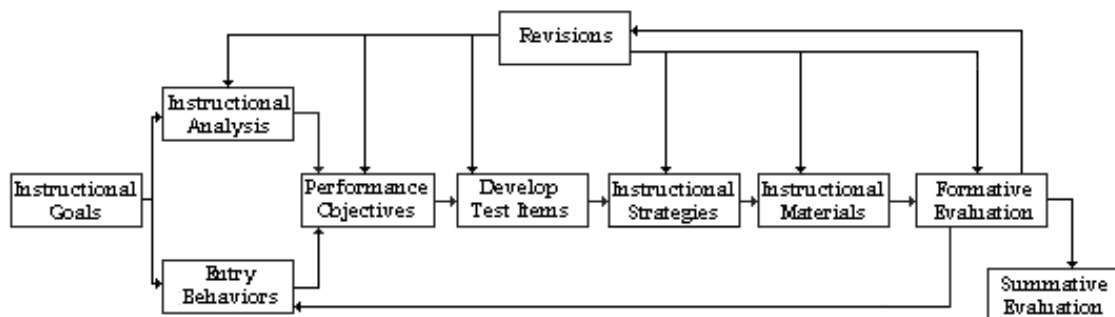 Revisions
Instructional
Analysis
Instructional
Goals
Performance
Objectives
Develop
Test Items
Instructional
Strategies
Instructional
Materials
Formative
Evaluation
Entry
Behaviors
Summative
Evaluation